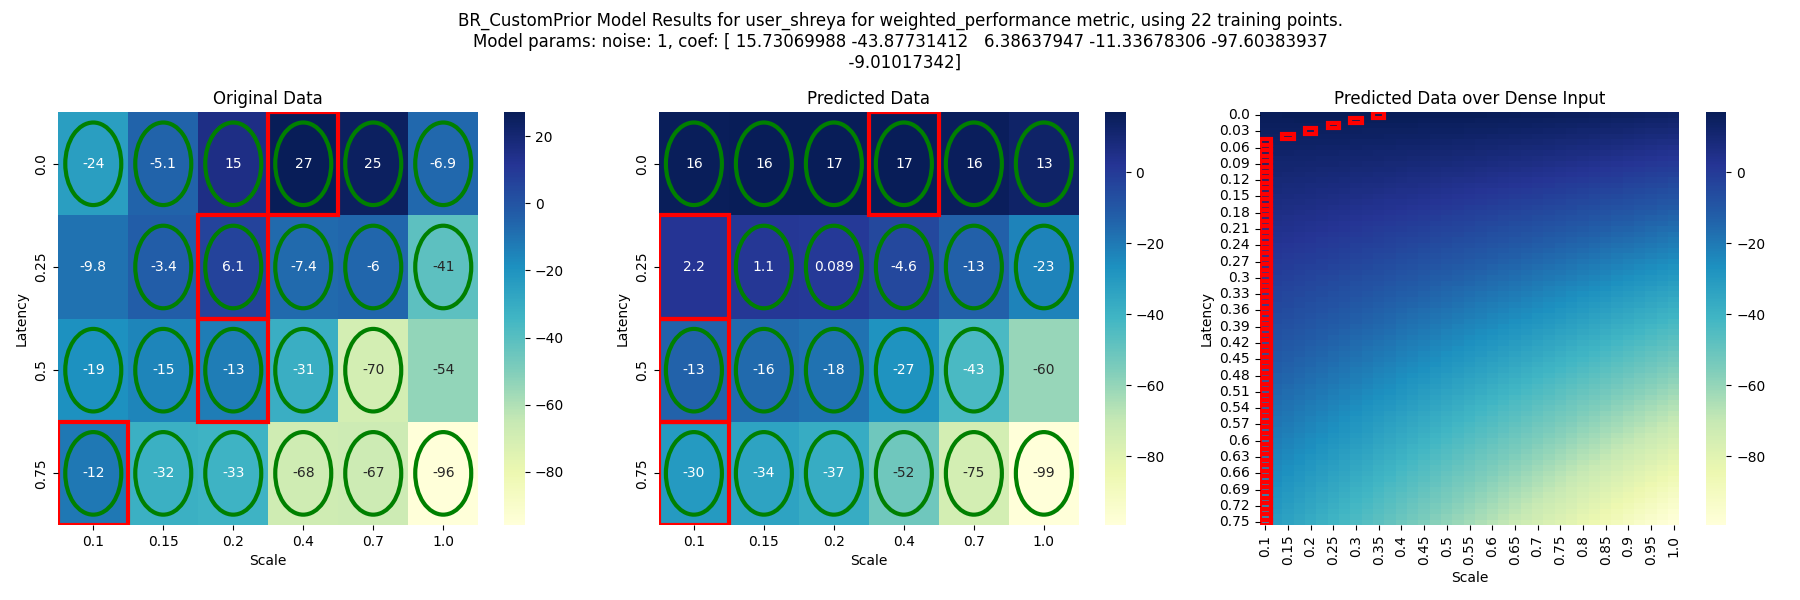 BR_CustomPrior Model Results for user_shreya for weighted_performance metric, using 22 training points.
Model params: noise: 1, coef: [ 15.73069988 -43.87731412   6.38637947 -11.33678306 -97.60383937
-9.01017342]
Original Data
Latency
0.0 -24 -5.1 15 27 25 -6.9
0.25 -9.8 -3.4 6.1 -7.4 -6 -41
0.5 -19 -15 -13 -31 -70 -54
0.75 -12 -32 -33 -68 -67 -96
0.1 0.15 0.2 0.4 0.7 1.0
Scale
20
0
−20
−40
−60
−80
Predicted Data
Latency
0.0 16 16 17 17 16 13
0.25 2.2 1.1 0.089 -4.6 -13 -23
0.5 -13 -16 -18 -27 -43 -60
0.75 -30 -34 -37 -52 -75 -99
0.1 0.15 0.2 0.4 0.7 1.0
Scale
0
−20
−40
−60
−80
Predicted Data over Dense Input
Latency
0.0
0.03
0.06
0.09
0.12
0.15
0.18
0.21
0.24
0.27
0.3
0.33
0.36
0.39
0.42
0.45
0.48
0.51
0.54
0.57
0.6
0.63
0.66
0.69
0.72
0.75
0.1 0.15 0.2 0.25 0.3 0.35 0.4 0.45 0.5 0.55 0.6 0.65 0.7 0.75 0.8 0.85 0.9 0.95 1.0
Scale
0
−20
−40
−60
−80